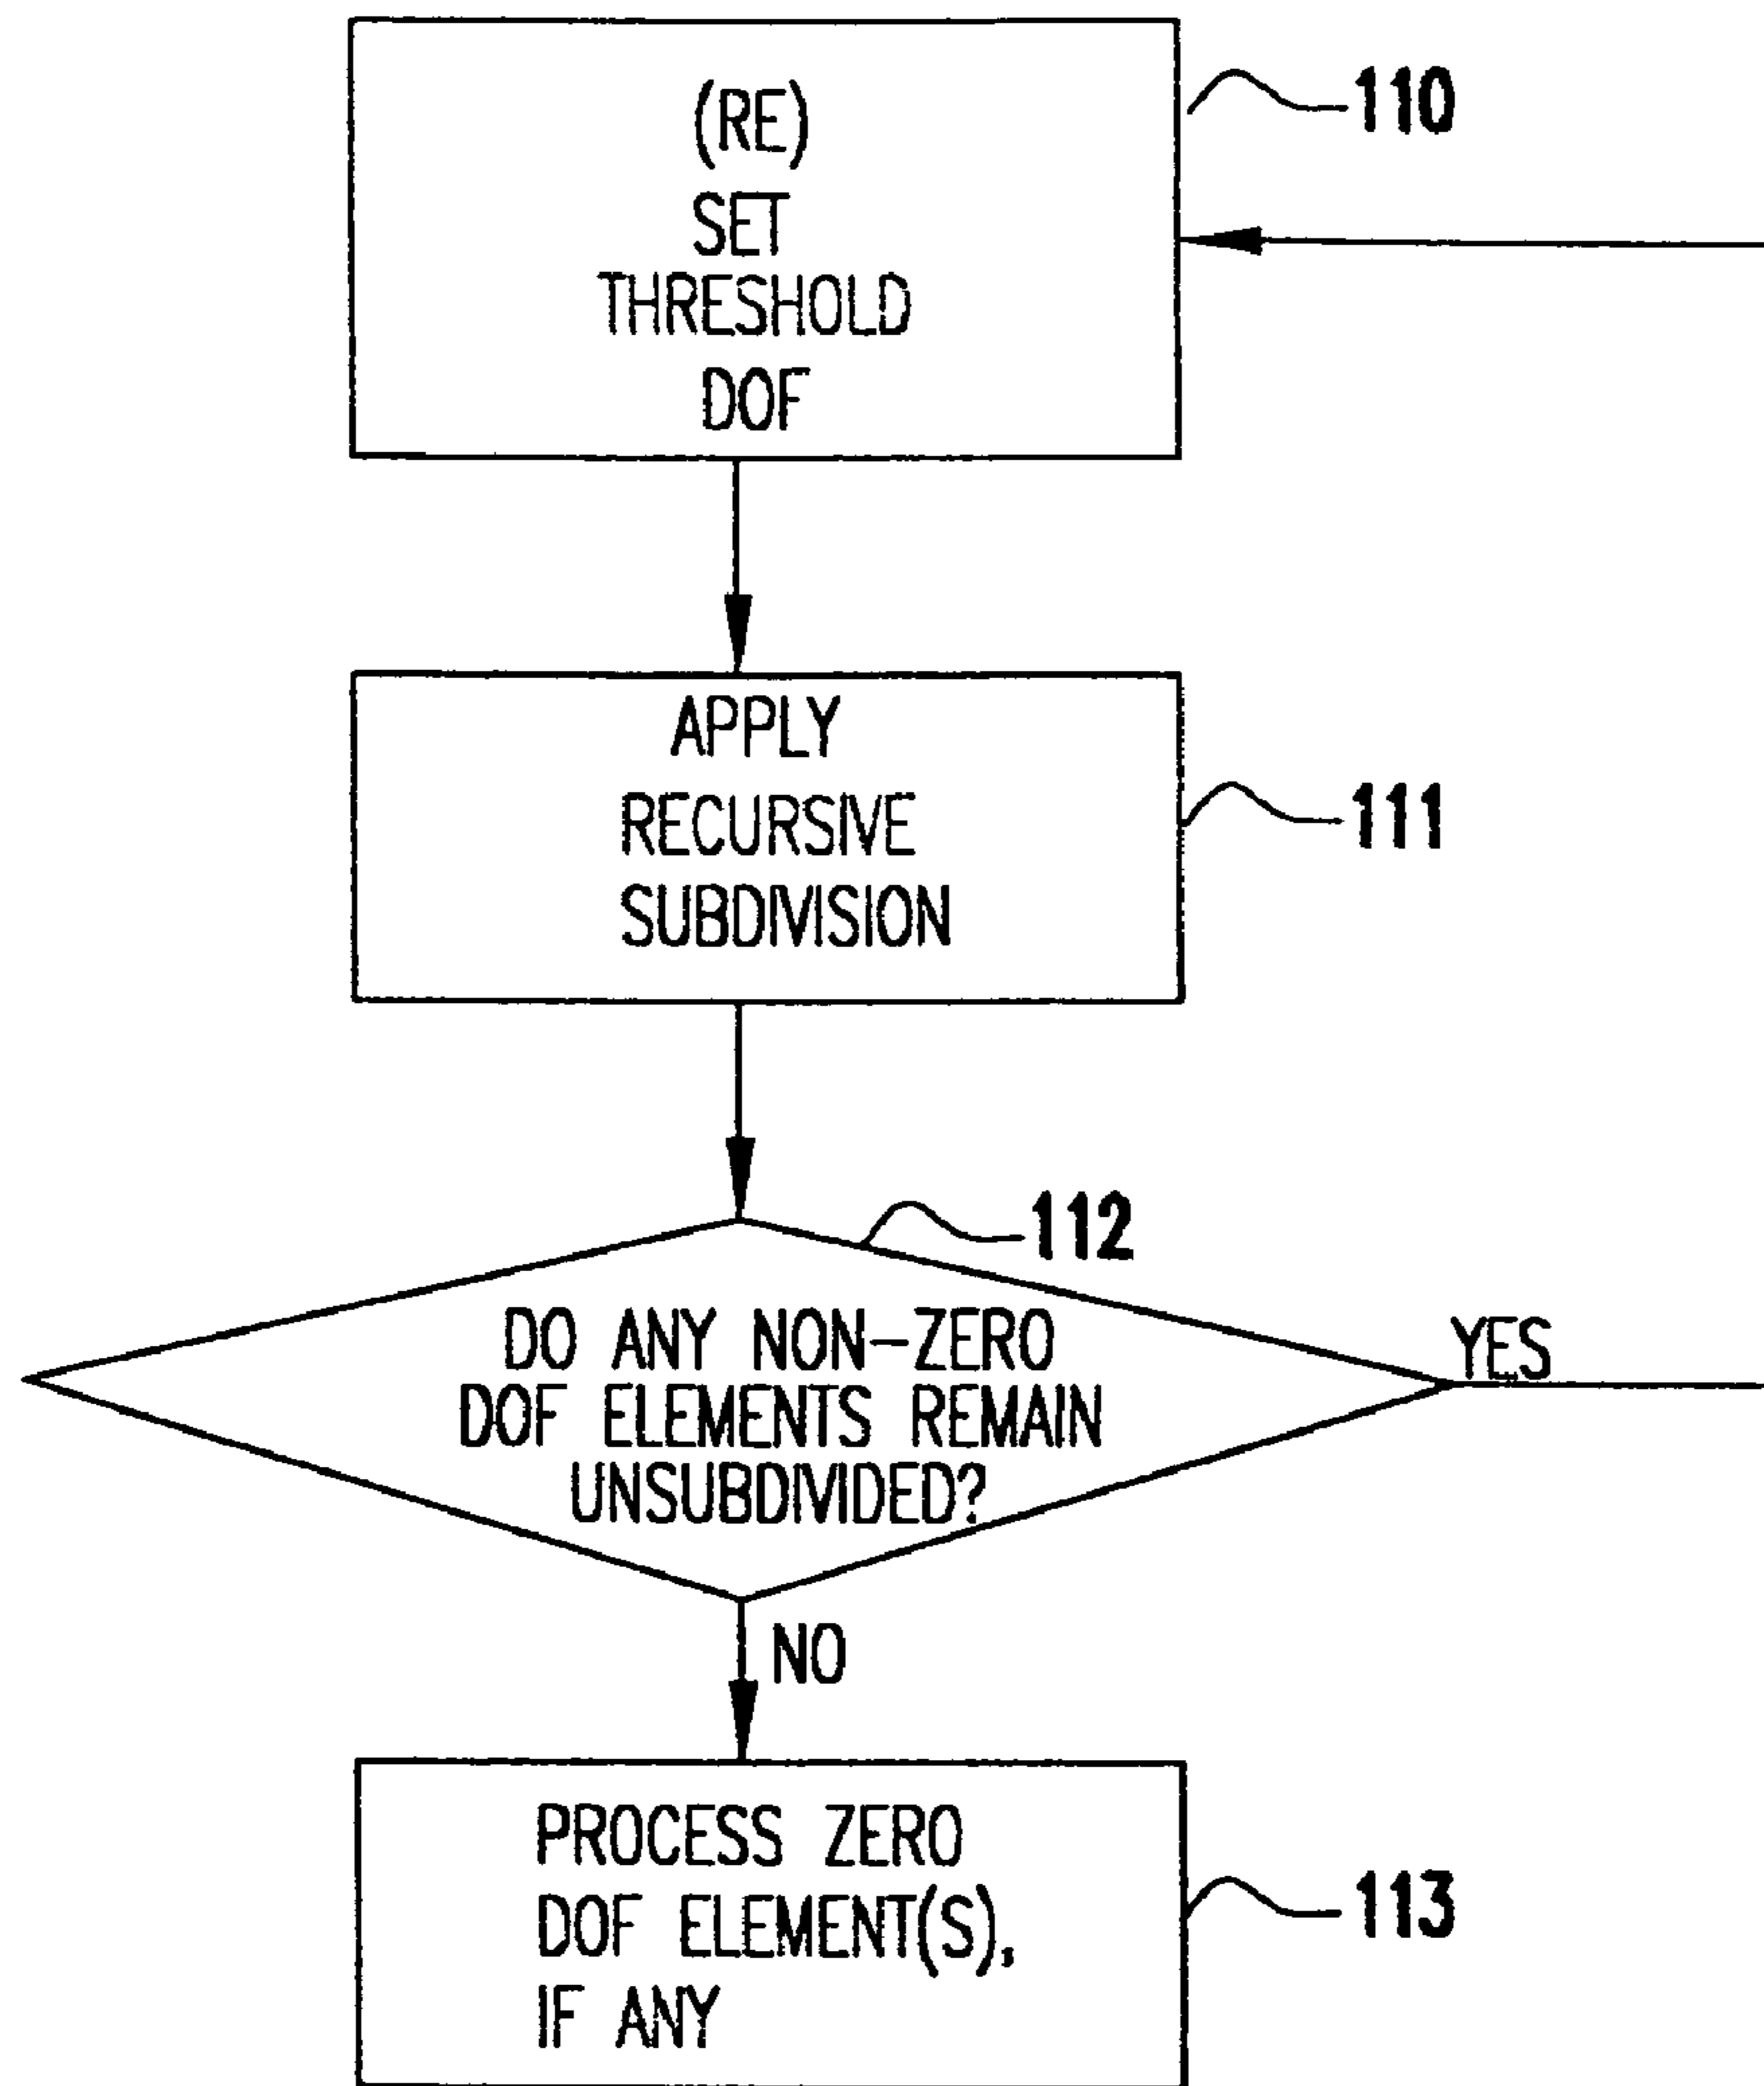 (RE)
SET
THRESHOLD
DOF
110
APPLY
RECURSIVE
SUBDIVISION
111
112
DO ANY NON-ZERO
DOF ELEMENTS REMAIN
UNSUBDIVIDED?
YES
NO
PROCESS ZERO
DOF ELEMENT(S),
IF ANY
113